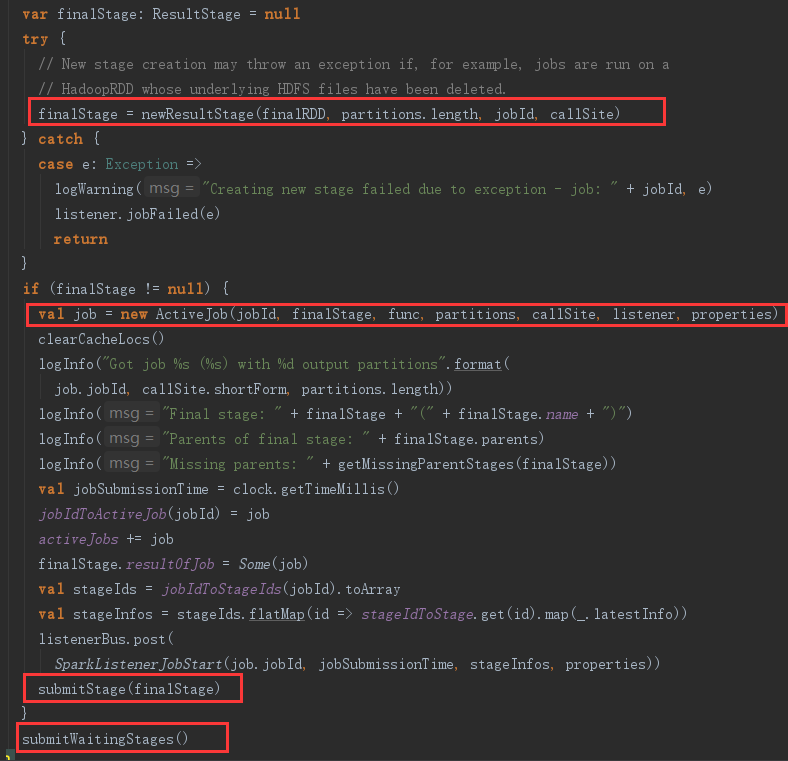 var finalStage: ResultStage = null
try {
// New stage creation may throw an exception if, for example, jobs are run on a
// HadoopRDD whose underlying HDFS files have been deleted.
finalStage = newResultStage(finalRDD, partitions.length, jobId, callSite)
} catch {
case e: Exception =>
logWarning( msg = "Creating new stage failed due to exception - job: " + jobId, e)
listener.jobFailed(e)
return
}
if (finalStage != null) {
val job = new ActiveJob(jobId, finalStage, func, partitions, callSite, listener, properties)
clearCacheLocs()
logInfo("Got job %s (%s) with %d output partitions".format(
job.jobId, callSite.shortForm, partitions.length))
logInfo( msg = "Final stage: " + finalStage + "(" + finalStage.name + ")")
logInfo( msg = "Parents of final stage: " + finalStage.parents)
logInfo( msg = "Missing parents: " + getMissingParentStages(finalStage))
val jobSubmissionTime = clock.getTimeMillis()
jobIdToActiveJob(jobId) = job
activeJobs += job
finalStage.resultOfJob = Some(job)
val stageIds = jobIdToStageIds(jobId).toArray
val stageInfos = stageIds.flatMap(id => stageIdToStage.get(id).map(_.latestInfo))
listenerBus.post(
SparkListenerJobStart(job.jobId, jobSubmissionTime, stageInfos, properties))
submitStage(finalStage)
}
submitWaitingStages()